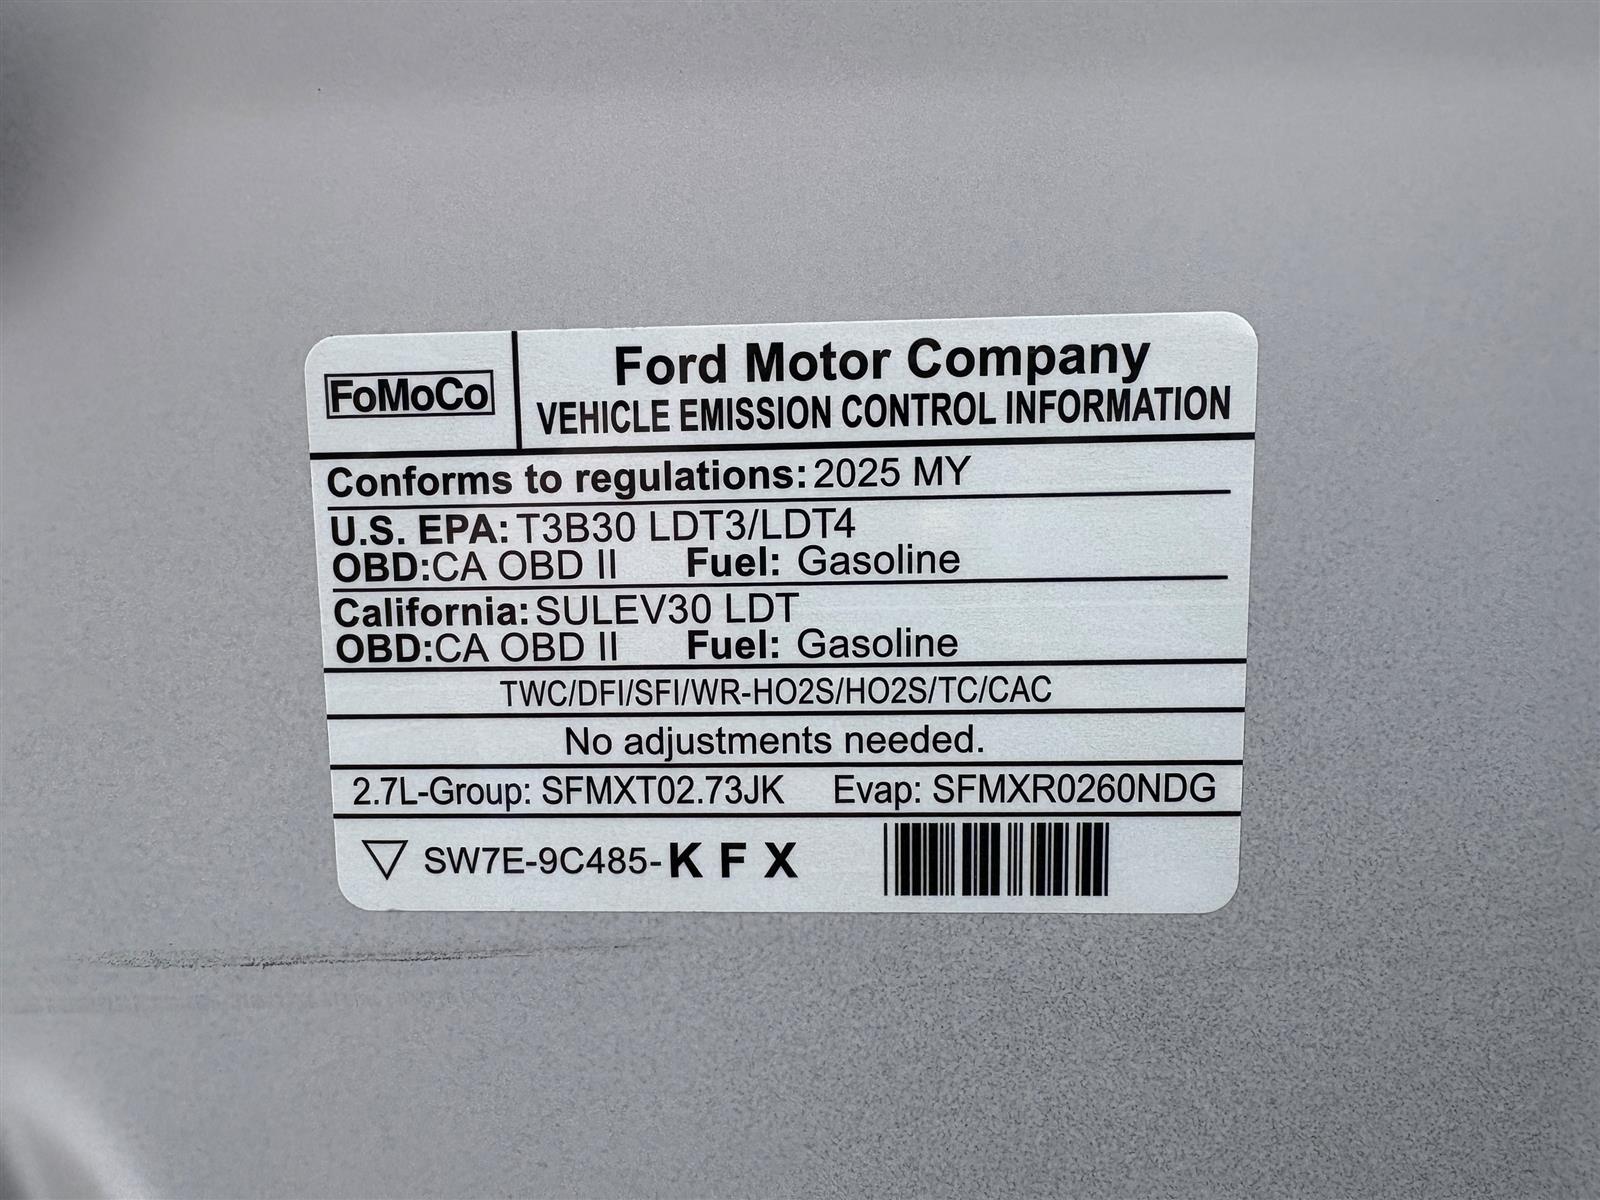 FoMoCo
Ford Motor Company
VEHICLE EMISSION CONTROL INFORMATION
Conforms to regulations: 2025 MY
U.S. EPA: T3B30 LDT3/LDT4
OBD: CA OBD II Fuel: Gasoline
California: SULEV30 LDT
OBD: CA OBD II Fuel: Gasoline
TWC/DFI/SFI/WR-HO2S/HO2S/TC/CAC
No adjustments needed.
2.7L-Group: SFMXT02.73JK Evap: SFMXR0260NDG
SW7E-9C485-K F X